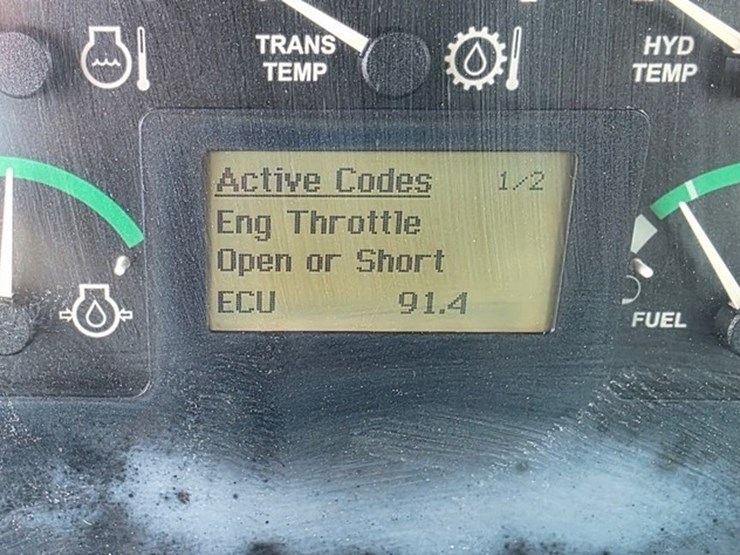 TRANS
TEMP
HYD
TEMP
Active Codes 1/2
Eng Throttle
Open or Short
ECU 91.4
FUEL